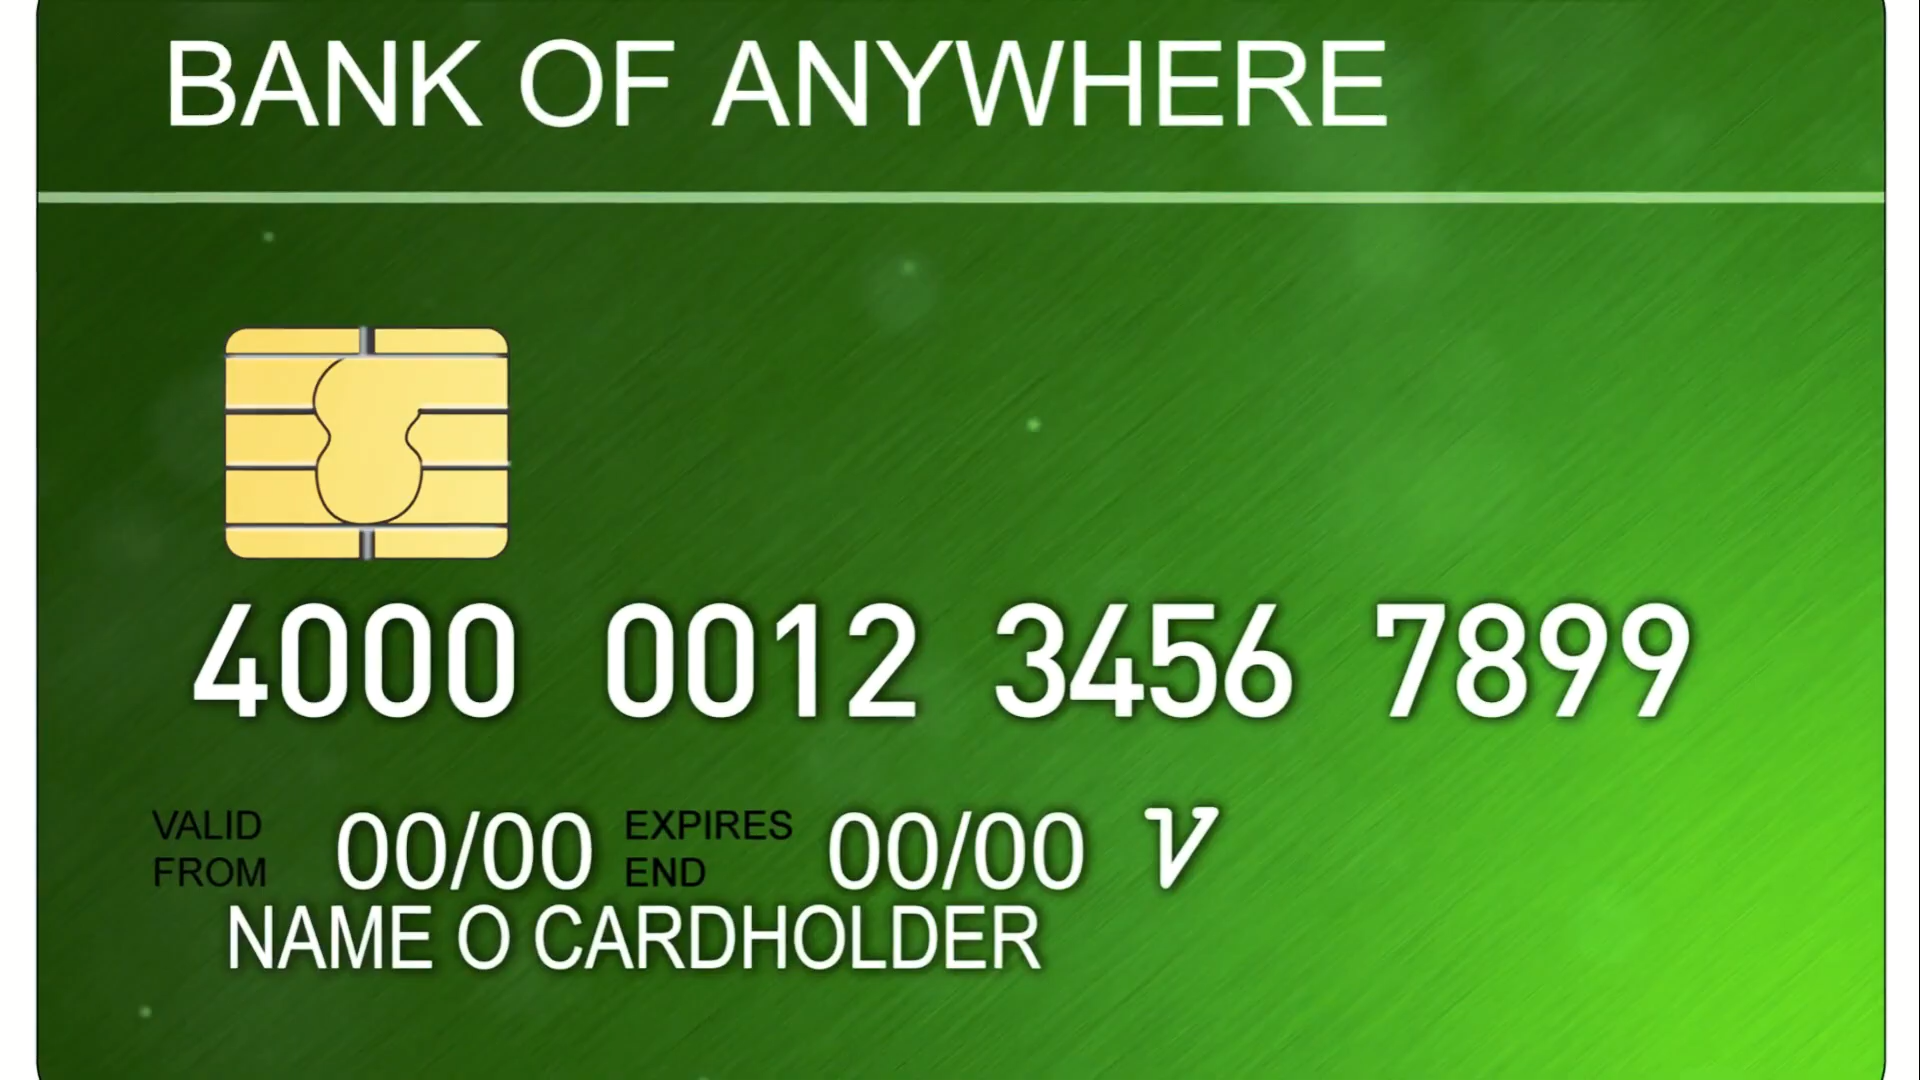 BANK OF ANYWHERE
4000 0012 3456 7899
VALID FROM 00/00 EXPIRES END 00/00 V
NAME O CARDHOLDER